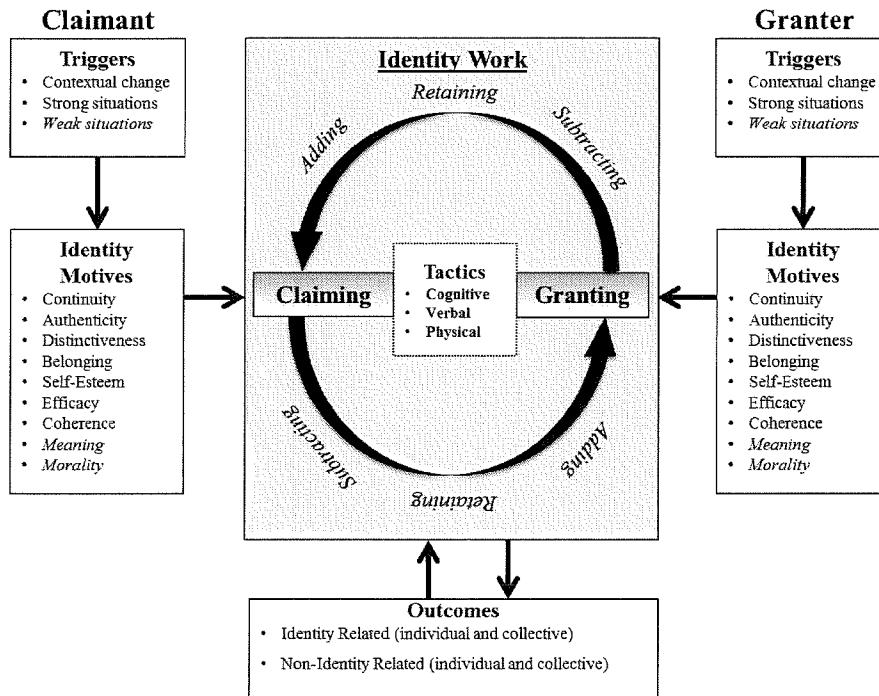 Claimant
Triggers
• Contextual change
• Strong situations
• Weak situations
Identity
Motives
• Continuity
• Authenticity
• Distinctiveness
• Belonging
• Self-Esteem
• Efficacy
• Coherence
• Meaning
• Morality
Identity Work
Retaining
Adding
Subtracting
Claiming
Tactics
• Cognitive
• Verbal
• Physical
Granting
Subtracting
Retaining
Adding
Granter
Triggers
• Contextual change
• Strong situations
• Weak situations
Identity
Motives
• Continuity
• Authenticity
• Distinctiveness
• Belonging
• Self-Esteem
• Efficacy
• Coherence
• Meaning
• Morality
Outcomes
• Identity Related (individual and collective)
• Non-Identity Related (individual and collective)